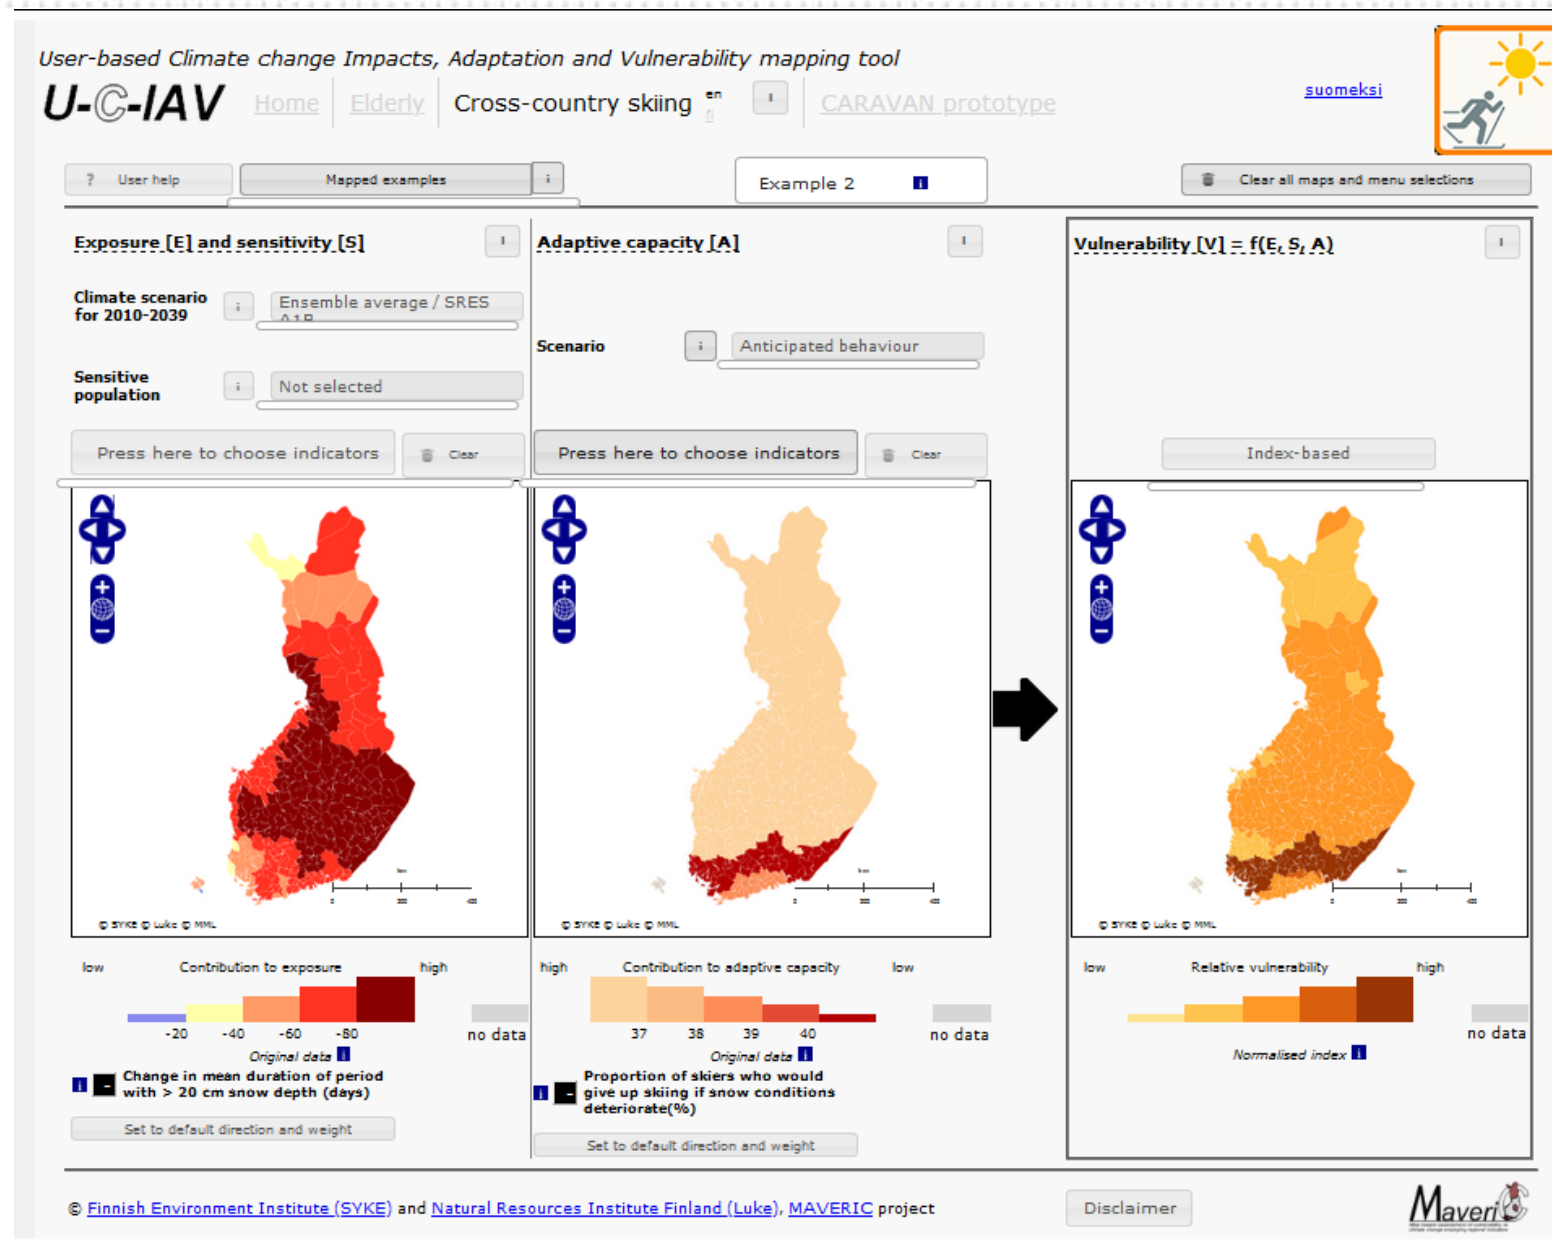 User-based Climate change Impacts, Adaptation and Vulnerability mapping tool
U-C-IAV Home Elderly Cross-country skiing en fi i CARAVAN prototype suomeksi
? User help Mapped examples i Example 2 i Clear all maps and menu selections
Exposure [E] and sensitivity [S] i
Climate scenario for 2010-2039 i Ensemble average / SRES A1B
Sensitive population i Not selected
Press here to choose indicators Clear
Adaptive capacity [A] i
Scenario i Anticipated behaviour
Press here to choose indicators Clear
Vulnerability [V] = f(E, S, A) i
Index-based
© SYKE © Luke © MML
© SYKE © Luke © MML
© SYKE © Luke © MML
low Contribution to exposure high
-20 -40 -60 -80 no data
Original data i
i - Change in mean duration of period
with > 20 cm snow depth (days)
Set to default direction and weight
high Contribution to adaptive capacity low
37 38 39 40 no data
Original data i
i - Proportion of skiers who would
give up skiing if snow conditions
deteriorate(%)
Set to default direction and weight
low Relative vulnerability high
no data
Normalised index i
© Finnish Environment Institute (SYKE) and Natural Resources Institute Finland (Luke), MAVERIC project
Disclaimer
MaveriC